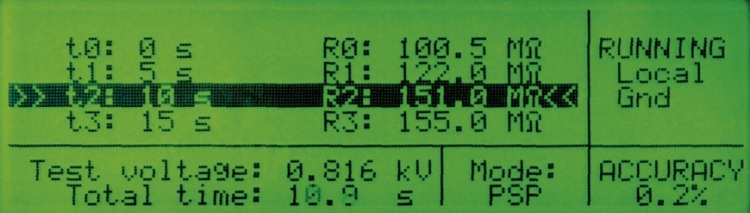 t0: 0 s R0: 100.5 MΩ RUNNING
t1: 5 s R1: 122.0 MΩ Local
>> t2: 10 s R2: 151.0 MΩ<< Gnd
t3: 15 s R3: 155.0 MΩ
Test voltage: 0.816 kV Mode: ACCURACY
Total time: 10.9 s PSP 0.2%